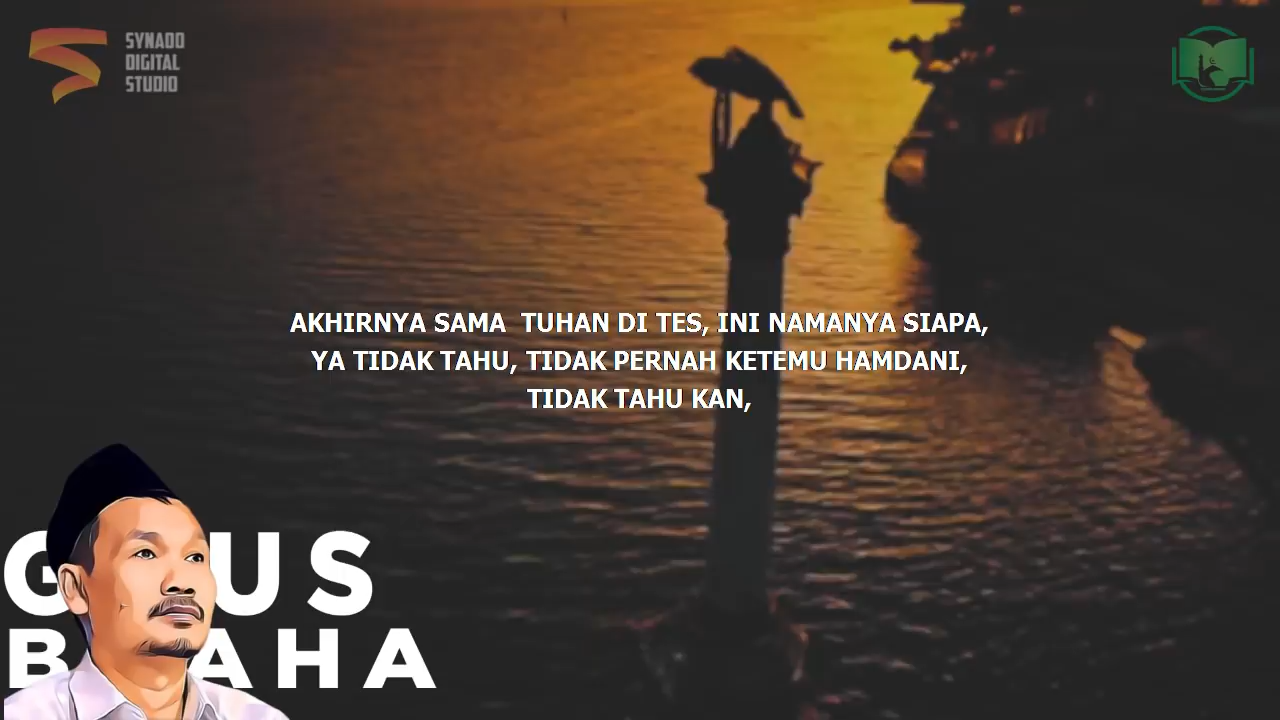 SYNADO
DIGITAL
STUDIO
AKHIRNYA SAMA  TUHAN DI TES, INI NAMANYA SIAPA,
YA TIDAK TAHU, TIDAK PERNAH KETEMU HAMDANI,
TIDAK TAHU KAN,
GUS
BAHA